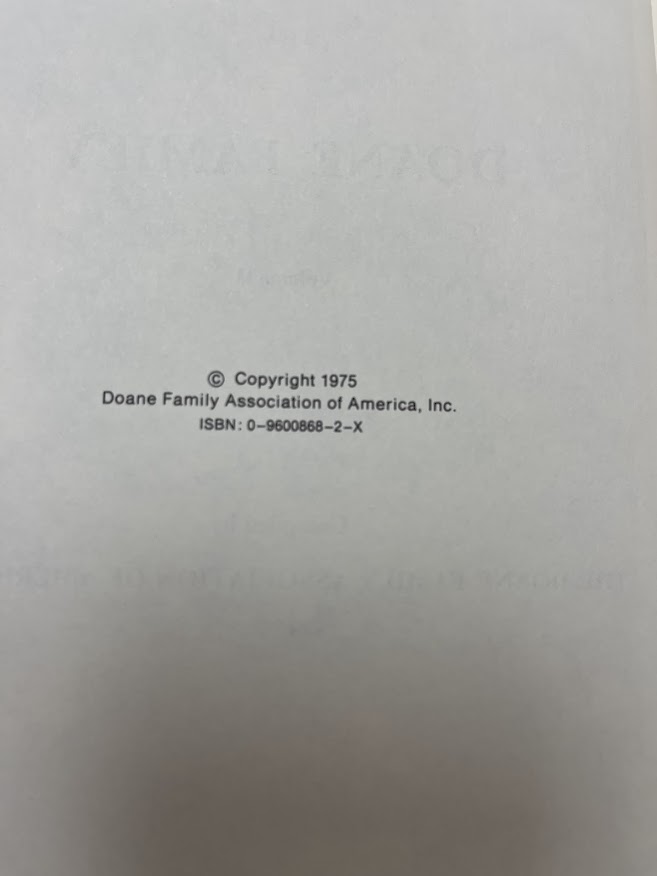 © Copyright 1975
Doane Family Association of America, Inc.
ISBN: 0-9600868-2-X